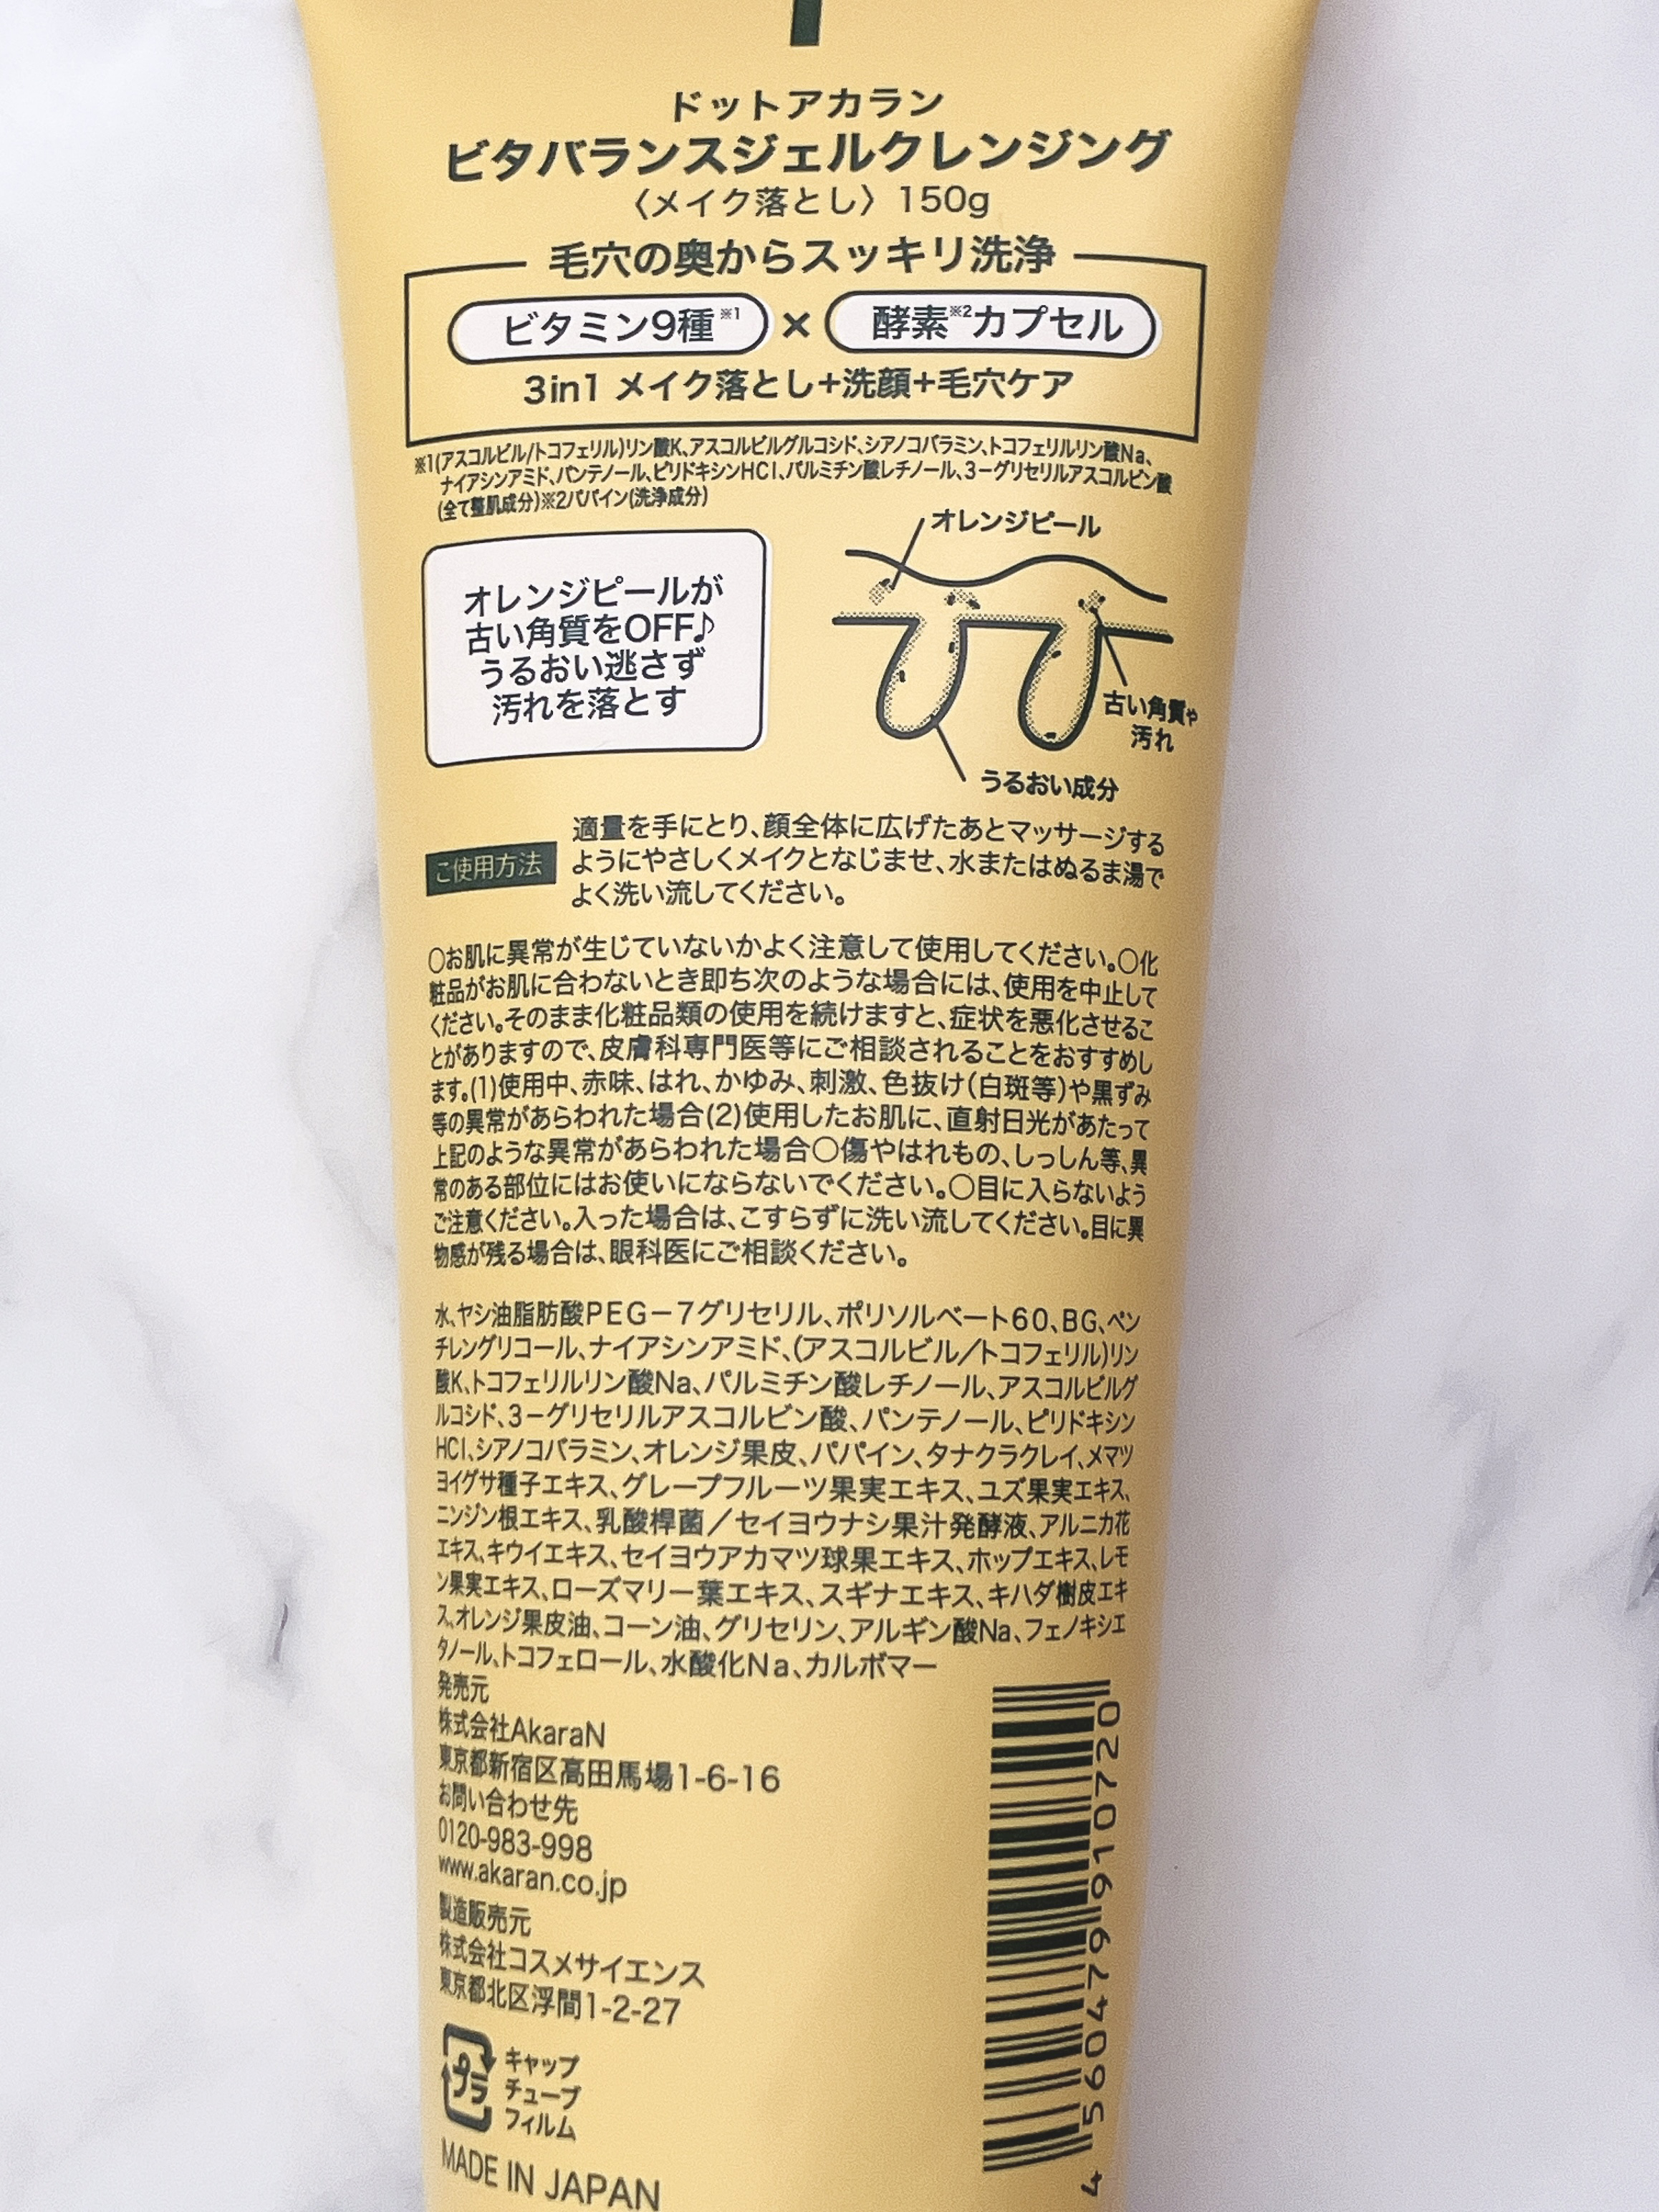 ドットアカラン
ビタバランスジェルクレンジング
〈メイク落とし〉150g
毛穴の奥からスッキリ洗浄
ビタミン9種※1 × 酵素※2カプセル
3in1 メイク落とし+洗顔+毛穴ケア
※1(アスコルビル/トコフェリル)リン酸K、アスコルビルグルコシド、シアノコバラミン、トコフェリルリン酸Na、
ナイアシンアミド、パンテノール、ピリドキシンHCl、パルミチン酸レチノール、3-グリセリルアスコルビン酸
(全て整肌成分)※2パパイン(洗浄成分)
オレンジピールが
古い角質をOFF♪
うるおい逃さず
汚れを落とす
オレンジピール
古い角質や
汚れ
うるおい成分
ご使用方法
適量を手にとり、顔全体に広げたあとマッサージする
ようにやさしくメイクとなじませ、水またはぬるま湯で
よく洗い流してください。
○お肌に異常が生じていないかよく注意して使用してください。○化
粧品がお肌に合わないとき即ち次のような場合には、使用を中止して
ください。そのまま化粧品類の使用を続けますと、症状を悪化させるこ
とがありますので、皮膚科専門医等にご相談されることをおすすめし
ます。(1)使用中、赤味、はれ、かゆみ、刺激、色抜け(白斑等)や黒ずみ
等の異常があらわれた場合(2)使用したお肌に、直射日光があたって
上記のような異常があらわれた場合○傷やはれもの、しっしん等、異
常のある部位にはお使いにならないでください。○目に入らないよう
ご注意ください。入った場合は、こすらずに洗い流してください。目に異
物感が残る場合は、眼科医にご相談ください。
水、ヤシ油脂肪酸PEG-7グリセリル、ポリソルベート60、BG、ペン
チレングリコール、ナイアシンアミド、(アスコルビル/トコフェリル)リン
酸K、トコフェリルリン酸Na、パルミチン酸レチノール、アスコルビルグ
ルコシド、3-グリセリルアスコルビン酸、パンテノール、ピリドキシン
HCl、シアノコバラミン、オレンジ果皮、パパイン、タナクラクレイ、メマツ
ヨイグサ種子エキス、グレープフルーツ果実エキス、ユズ果実エキス、
ニンジン根エキス、乳酸桿菌/セイヨウナシ果汁発酵液、アルニカ花
エキス、キウイエキス、セイヨウアカマツ球果エキス、ホップエキス、レモ
ン果実エキス、ローズマリー葉エキス、スギナエキス、キハダ樹皮エキ
ス、オレンジ果皮油、コーン油、グリセリン、アルギン酸Na、フェノキシエ
タノール、トコフェロール、水酸化Na、カルボマー
発売元
株式会社AkaraN
東京都新宿区高田馬場1-6-16
お問い合わせ先
0120-983-998
www.akaran.co.jp
製造販売元
株式会社コスメサイエンス
東京都北区浮間1-2-27
プラ
キャップ
チューブ
フィルム
MADE IN JAPAN
4 560479 910720